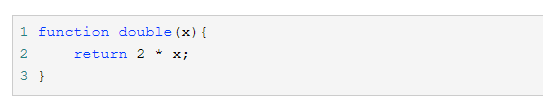 1 function double(x){
2     return 2 * x;
3 }